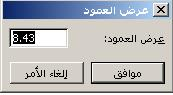 عرض العمود
عرض العمود: 8.43
موافق إلغاء الأمر